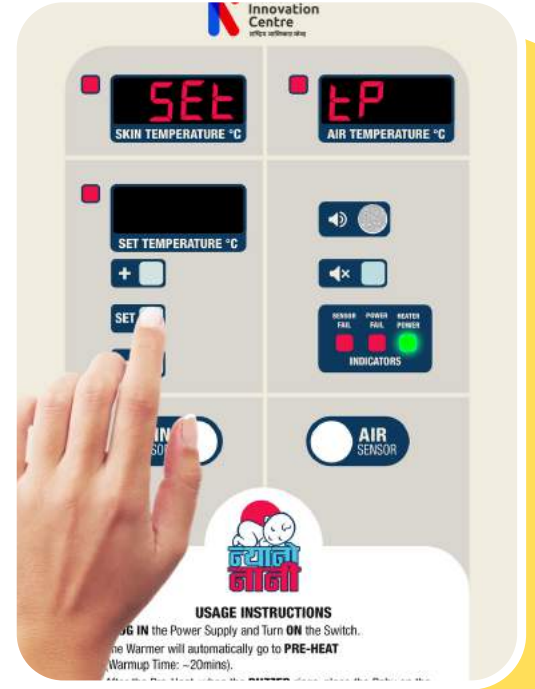 Innovation
Centre
राष्ट्रिय आविष्कार केन्द्र
SEt
SKIN TEMPERATURE °C
tP
AIR TEMPERATURE °C
SET TEMPERATURE °C
+
SET
SENSOR FAIL
POWER FAIL
HEATER POWER
INDICATORS
AIR
SENSOR
न्यानो
नानी
USAGE INSTRUCTIONS
IN the Power Supply and Turn ON the Switch.
Warmer will automatically go to PRE-HEAT
(Warmup Time: ~20mins).